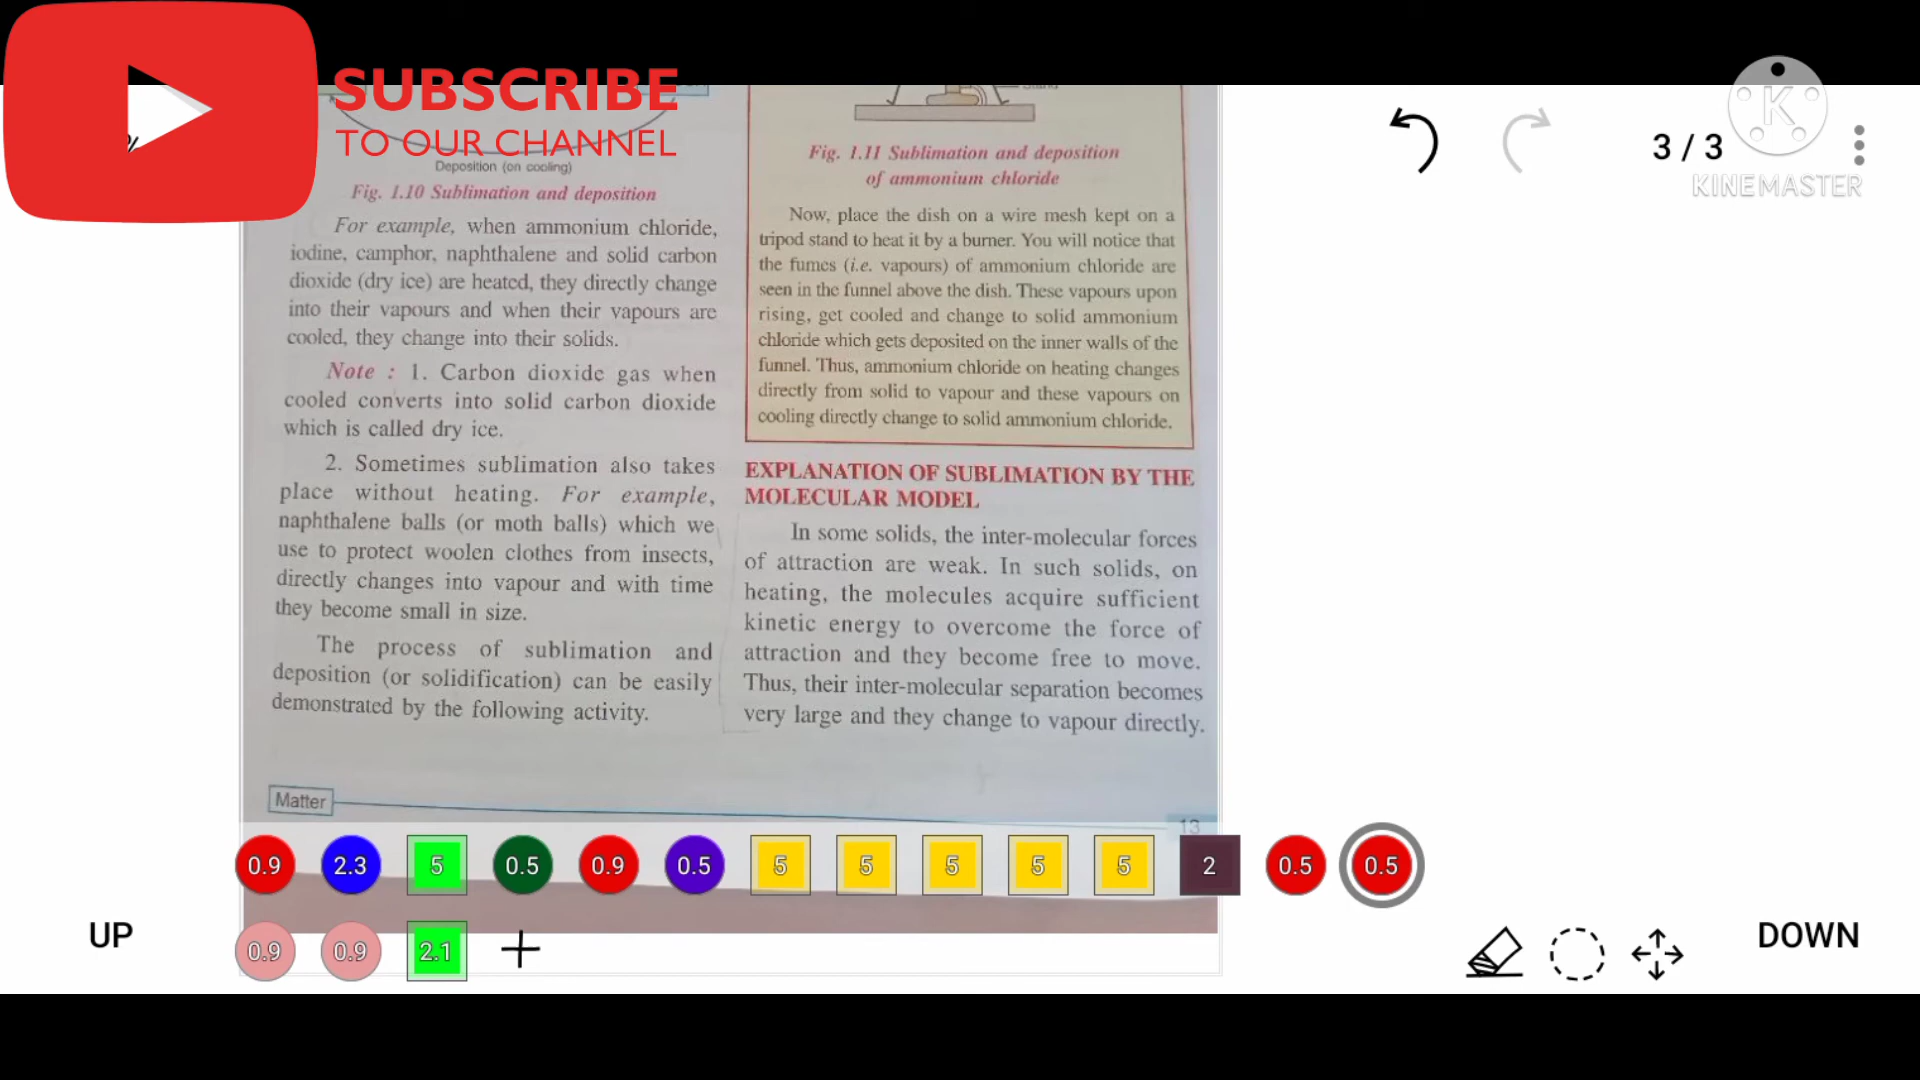 SUBSCRIBE
TO OUR CHANNEL
3 / 3
KINEMASTER
Deposition (on cooling)
Fig. 1.10 Sublimation and deposition
For example, when ammonium chloride,
iodine, camphor, naphthalene and solid carbon
dioxide (dry ice) are heated, they directly change
into their vapours and when their vapours are
cooled, they change into their solids.
Note : 1. Carbon dioxide gas when
cooled converts into solid carbon dioxide
which is called dry ice.
2. Sometimes sublimation also takes
place without heating. For example,
naphthalene balls (or moth balls) which we
use to protect woolen clothes from insects,
directly changes into vapour and with time
they become small in size.
The process of sublimation and
deposition (or solidification) can be easily
demonstrated by the following activity.
Stand
Fig. 1.11 Sublimation and deposition
of ammonium chloride
Now, place the dish on a wire mesh kept on a
tripod stand to heat it by a burner. You will notice that
the fumes (i.e. vapours) of ammonium chloride are
seen in the funnel above the dish. These vapours upon
rising, get cooled and change to solid ammonium
chloride which gets deposited on the inner walls of the
funnel. Thus, ammonium chloride on heating changes
directly from solid to vapour and these vapours on
cooling directly change to solid ammonium chloride.
EXPLANATION OF SUBLIMATION BY THE
MOLECULAR MODEL
In some solids, the inter-molecular forces
of attraction are weak. In such solids, on
heating, the molecules acquire sufficient
kinetic energy to overcome the force of
attraction and they become free to move.
Thus, their inter-molecular separation becomes
very large and they change to vapour directly.
Matter
13
0.9 2.3 5 0.5 0.9 0.5 5 5 5 5 5 2 0.5 0.5
UP
0.9 0.9 2.1
DOWN